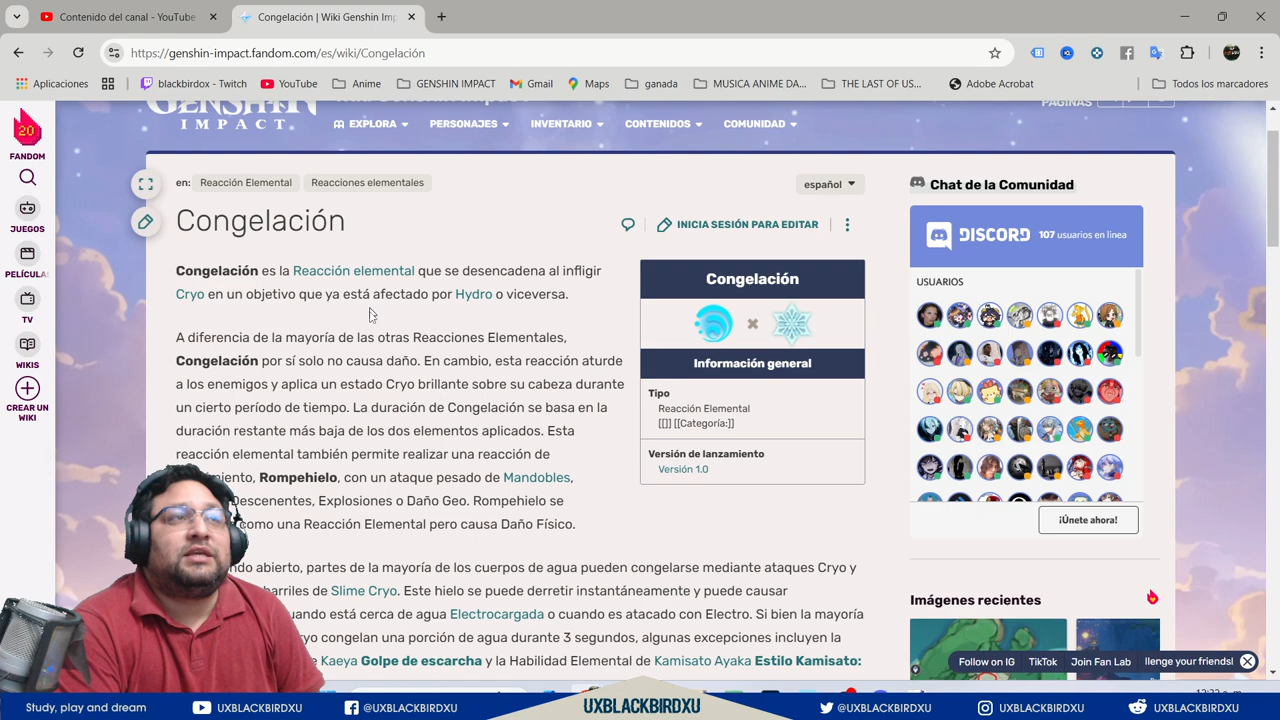 Contenido del canal - YouTube
Congelación | Wiki Genshin Imp
https://genshin-impact.fandom.com/es/wiki/Congelación
Aplicaciones
blackbirdox - Twitch
YouTube
Anime
GENSHIN IMPACT
Gmail
Maps
ganada
MUSICA ANIME DA...
THE LAST OF US...
Adobe Acrobat
Todos los marcadores
GENSHIN
IMPACT
PÁGINAS
EXPLORA
PERSONAJES
INVENTARIO
CONTENIDOS
COMUNIDAD
20
FANDOM
JUEGOS
PELÍCULAS
TV
WIKIS
CREAR UN
WIKI
en: Reacción Elemental Reacciones elementales
español
Congelación
INICIA SESIÓN PARA EDITAR
Congelación es la Reacción elemental que se desencadena al infligir
Cryo en un objetivo que ya está afectado por Hydro o viceversa.
A diferencia de la mayoría de las otras Reacciones Elementales,
Congelación por sí solo no causa daño. En cambio, esta reacción aturde
a los enemigos y aplica un estado Cryo brillante sobre su cabeza durante
un cierto período de tiempo. La duración de Congelación se basa en la
duración restante más baja de los dos elementos aplicados. Esta
reacción elemental también permite realizar una reacción de
miento, Rompehielo, con un ataque pesado de Mandobles,
Descenentes, Explosiones o Daño Geo. Rompehielo se
como una Reacción Elemental pero causa Daño Físico.
ndo abierto, partes de la mayoría de los cuerpos de agua pueden congelarse mediante ataques Cryo y
barriles de Slime Cryo. Este hielo se puede derretir instantáneamente y puede causar
uando está cerca de agua Electrocargada o cuando es atacado con Electro. Si bien la mayoría
ryo congelan una porción de agua durante 3 segundos, algunas excepciones incluyen la
e Kaeya Golpe de escarcha y la Habilidad Elemental de Kamisato Ayaka Estilo Kamisato:
Congelación
Información general
Tipo
Reacción Elemental
[[]] [[Categoría:]]
Versión de lanzamiento
Versión 1.0
Chat de la Comunidad
DISCORD 107 usuarios en linea
USUARIOS
¡Únete ahora!
Imágenes recientes
Follow on IG
TikTok
Join Fan Lab
llenge your friends!
Study, play and dream
UXBLACKBIRDXU
@UXBLACKBIRDXU
UXBLACKBIRDXU
@UXBLACKBIRDXU
UXBLACKBIRDXU
UXBLACKBIRDXU